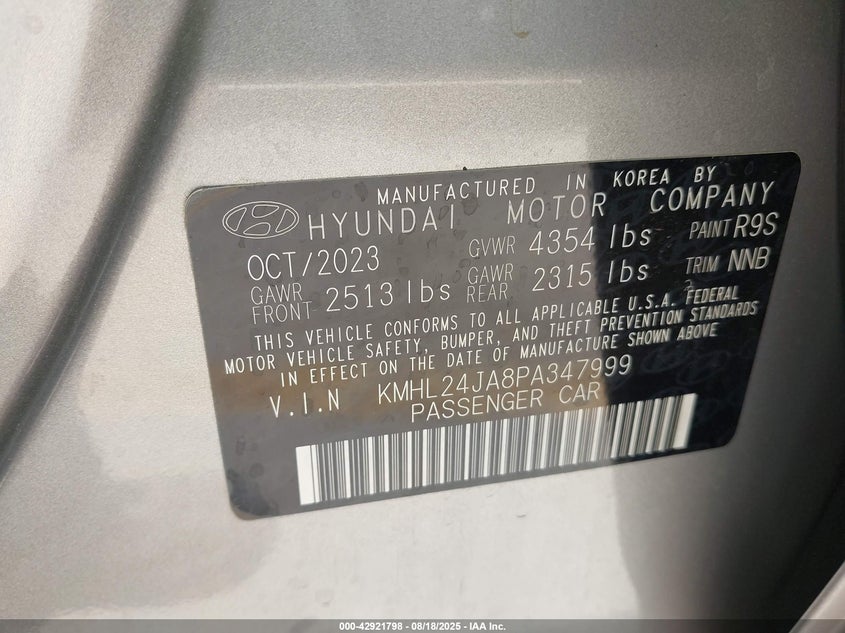 MANUFACTURED IN KOREA BY
HYUNDAI MOTOR COMPANY
OCT/2023 GVWR 4354 lbs PAINT R9S
GAWR FRONT 2513 lbs GAWR REAR 2315 lbs TRIM NNB
THIS VEHICLE CONFORMS TO ALL APPLICABLE U.S.A. FEDERAL
MOTOR VEHICLE SAFETY, BUMPER, AND THEFT PREVENTION STANDARDS
IN EFFECT ON THE DATE OF MANUFACTURE SHOWN ABOVE
V.I.N KMHL24JA8PA347999
PASSENGER CAR
000-42921798 - 08/18/2025 - IAA Inc.